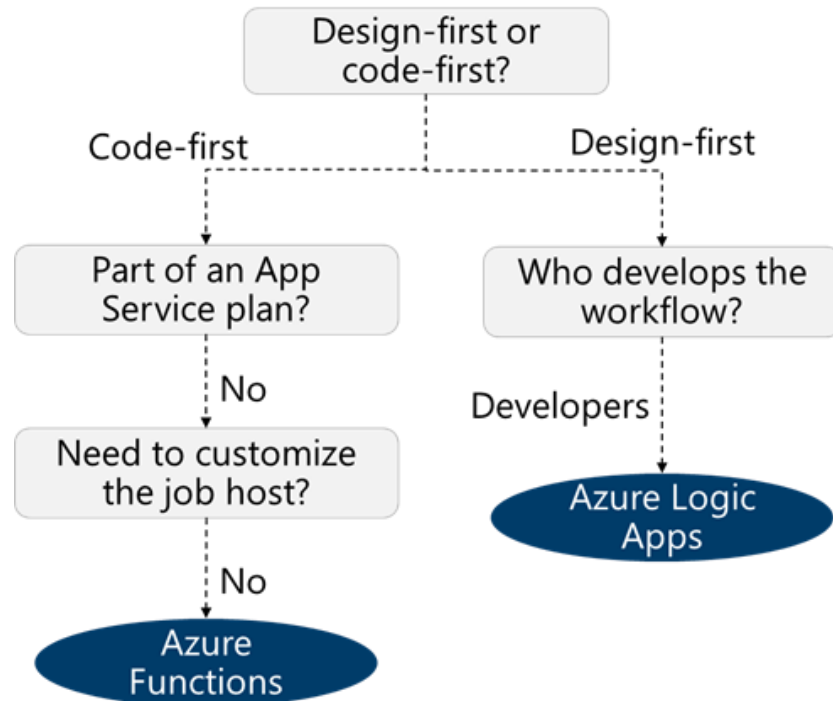 Design-first or
code-first?
Code-first
Design-first
Part of an App
Service plan?
Who develops the
workflow?
No
Developers
Need to customize
the job host?
Azure Logic
Apps
No
Azure
Functions